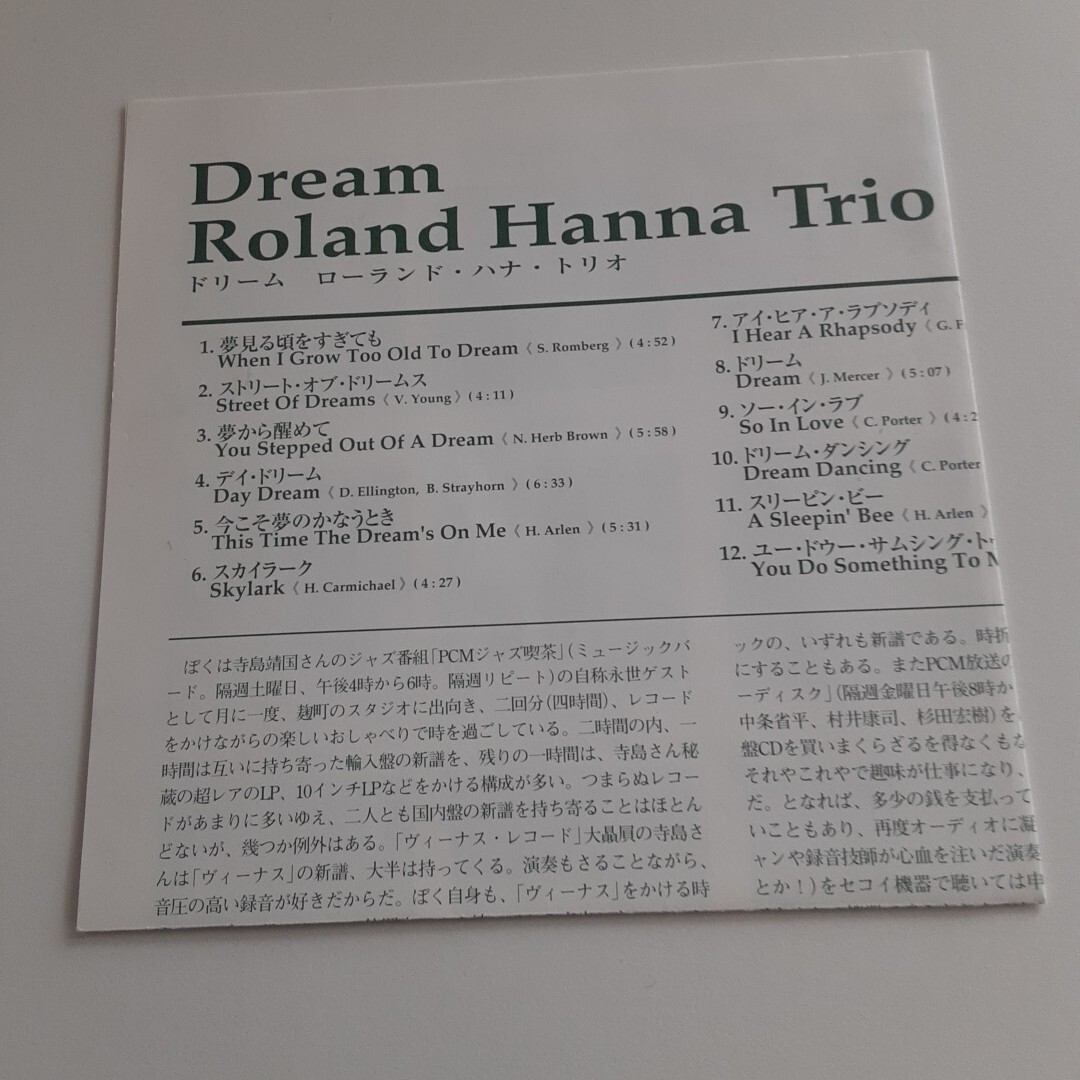 Dream
Roland Hanna Trio
ドリーム ローランド・ハナ・トリオ
1. 夢見る頃をすぎても
When I Grow Too Old To Dream《 S. Romberg 》( 4 : 52 )
2. ストリート・オブ・ドリームス
Street Of Dreams《 V. Young 》( 4 : 11 )
3. 夢から醒めて
You Stepped Out Of A Dream《 N. Herb Brown 》( 5 : 58 )
4. デイ・ドリーム
Day Dream《 D. Ellington, B. Strayhorn 》( 6 : 33 )
5. 今こそ夢のかなうとき
This Time The Dream's On Me《 H. Arlen 》( 5 : 31 )
6. スカイラーク
Skylark《 H. Carmichael 》( 4 : 27 )
7. アイ・ヒア・ア・ラプソディ
I Hear A Rhapsody《 G.
8. ドリーム
Dream《 J. Mercer 》( 5 : 07 )
9. ソー・イン・ラブ
So In Love《 C. Porter 》( 4 : 2
10. ドリーム・ダンシング
Dream Dancing《 C. Porter
11. スリーピン・ビー
A Sleepin' Bee《 H. Arlen 》
12. ユー・ドゥー・サムシング・ト
You Do Something To
ぼくは寺島靖国さんのジャズ番組「PCMジャズ喫茶」(ミュージックバ
ード。隔週土曜日、午後4時から6時。隔週リピート)の自称永世ゲスト
として月に一度、麹町のスタジオに出向き、二回分(四時間)、レコード
をかけながらの楽しいおしゃべりで時を過ごしている。二時間の内、一
時間は互いに持ち寄った輸入盤の新譜を、残りの一時間は、寺島さん秘
蔵の超レアのLP、10インチLPなどをかける構成が多い。つまらぬレコー
ドがあまりに多いゆえ、二人とも国内盤の新譜を持ち寄ることはほとん
どないが、幾つか例外はある。「ヴィーナス・レコード」大贔屓の寺島さ
んは「ヴィーナス」の新譜、大半は持ってくる。演奏もさることながら、
音圧の高い録音が好きだからだ。ぼく自身も、「ヴィーナス」をかける時
ックの、いずれも新譜である。時折
にすることもある。またPCM放送の
ーディスク」(隔週金曜日午後8時か
中条省平、村井康司、杉田宏樹)を
盤CDを買いまくらざるを得なくもな
それやこれやで趣味が仕事になり、
だ。となれば、多少の銭を支払って
いこともあり、再度オーディオに凝
ャンや録音技師が心血を注いだ演奏
とか！)をセコイ機器で聴いては申